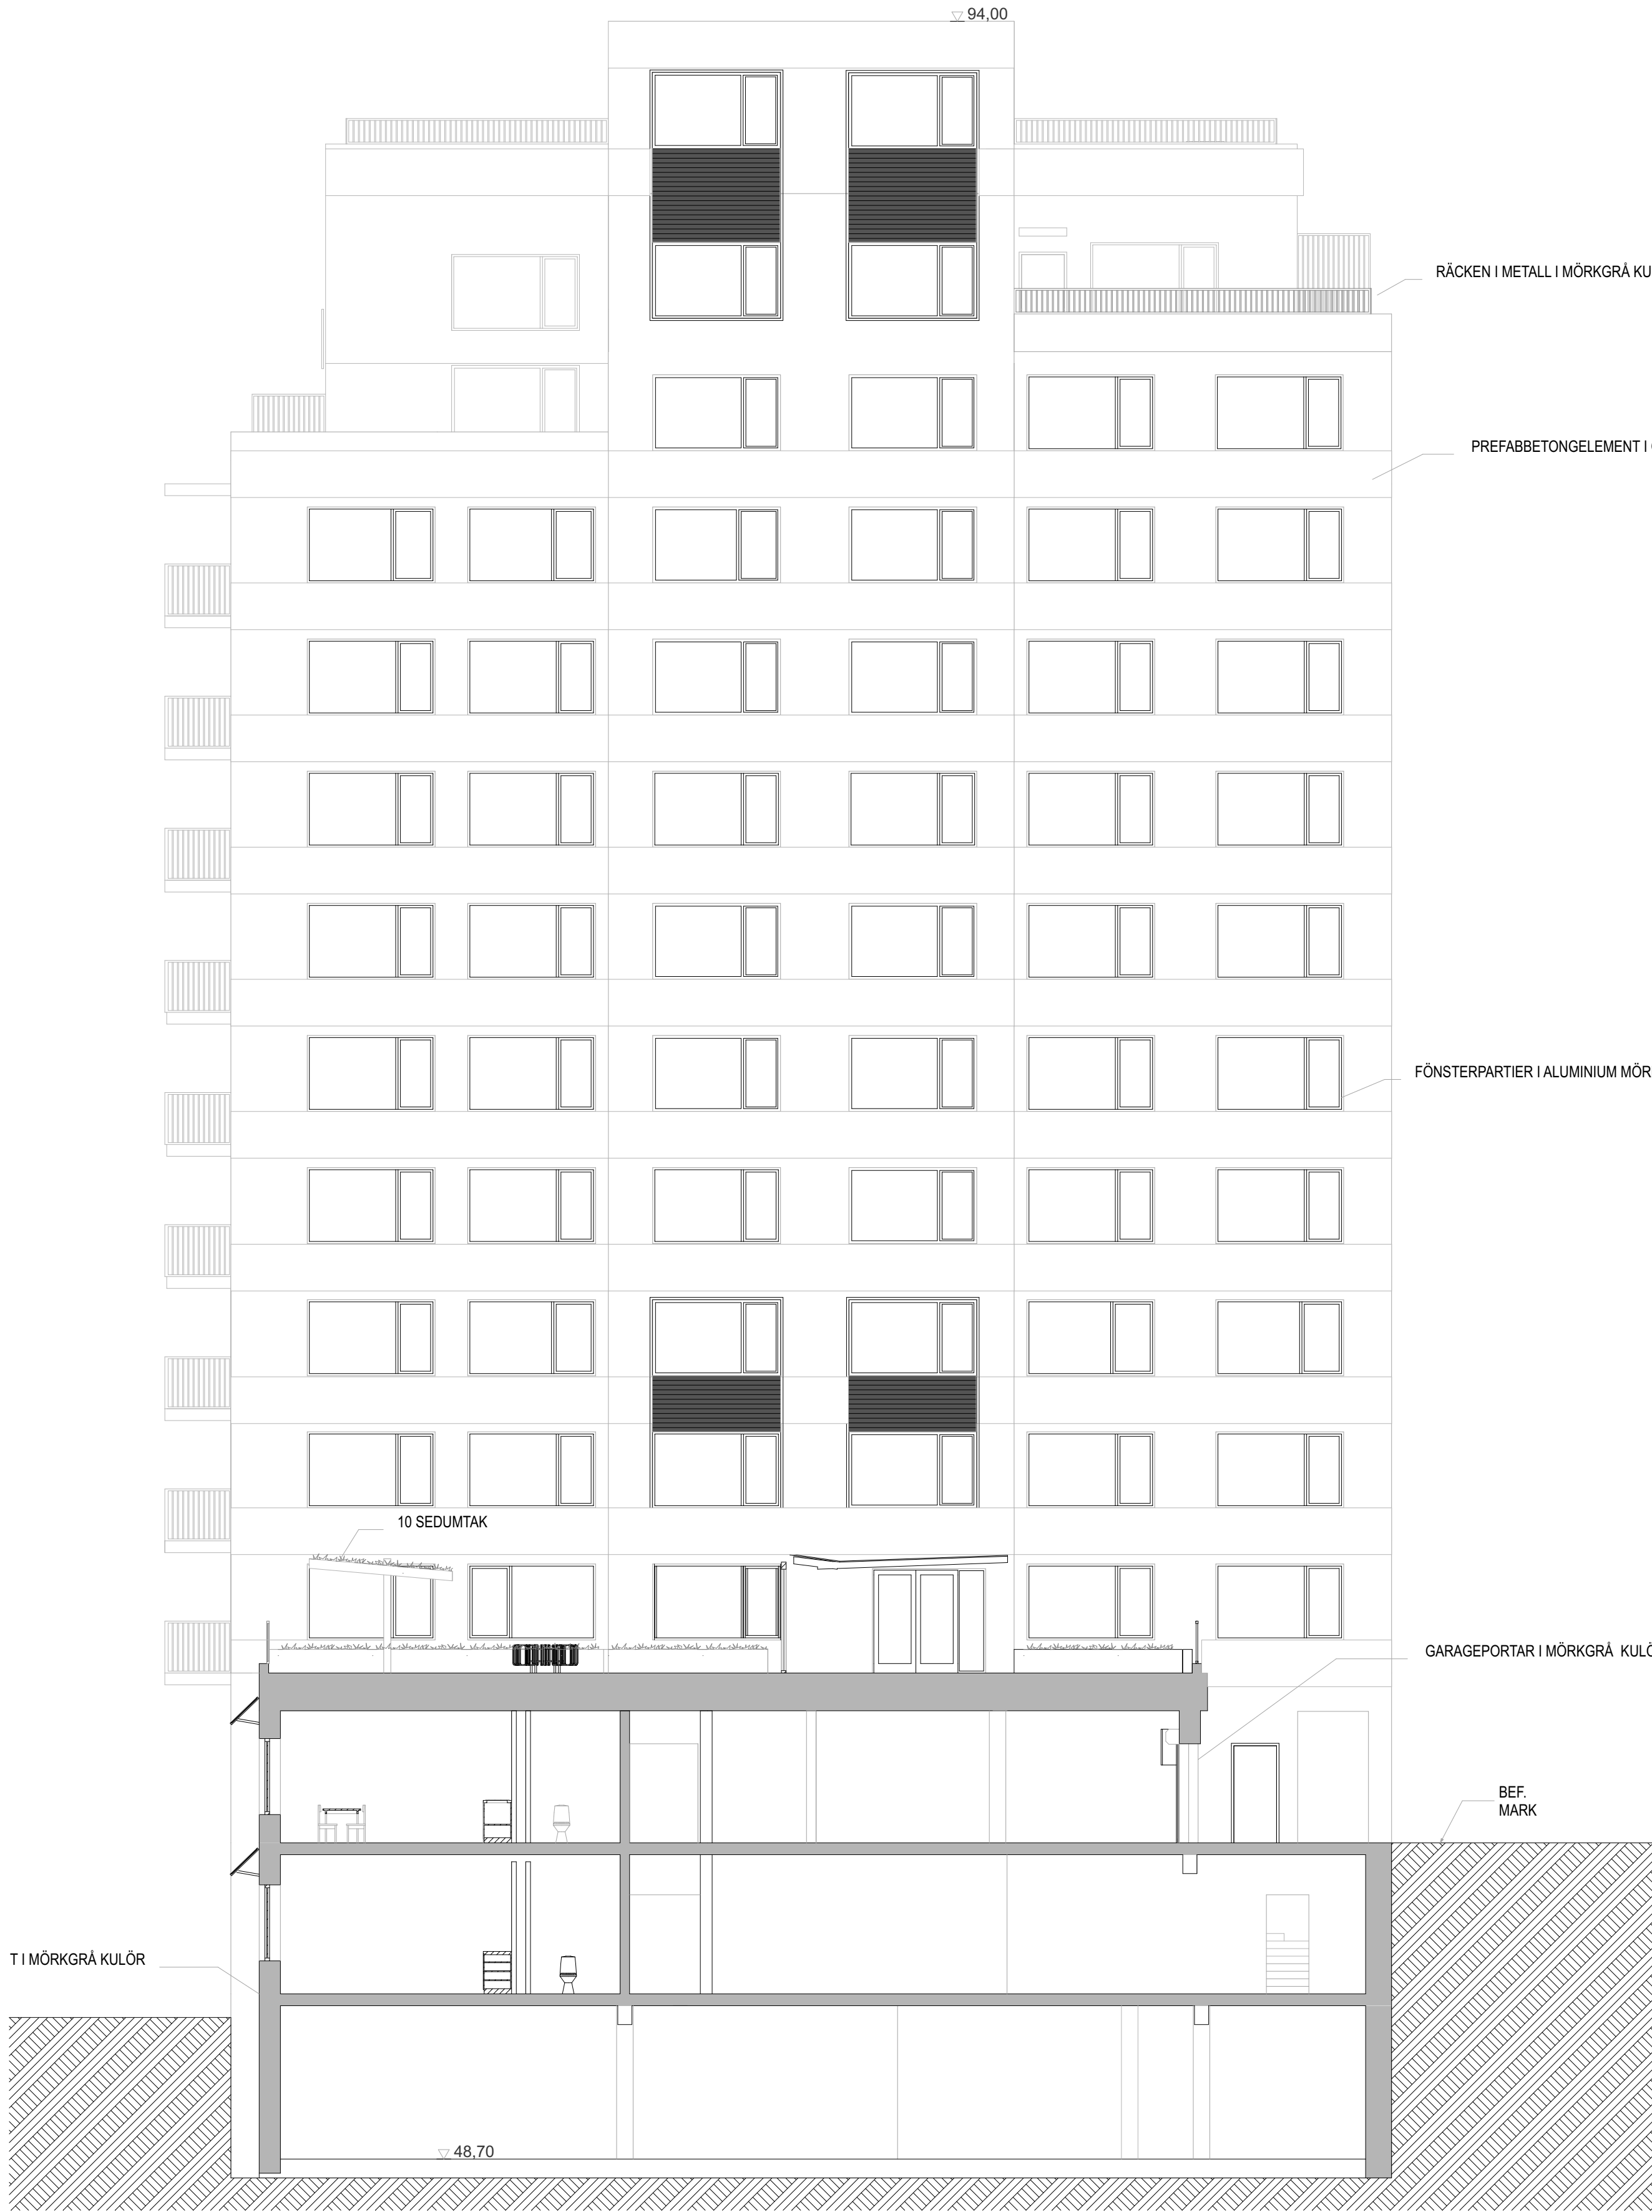 94,00
RÄCKEN I METALL I MÖRKGRÅ KU
PREFABBETONGELEMENT I
FÖNSTERPARTIER I ALUMINIUM MÖR
10 SEDUMTAK
GARAGEPORTAR I MÖRKGRÅ KULÖ
BEF.
MARK
T I MÖRKGRÅ KULÖR
48,70